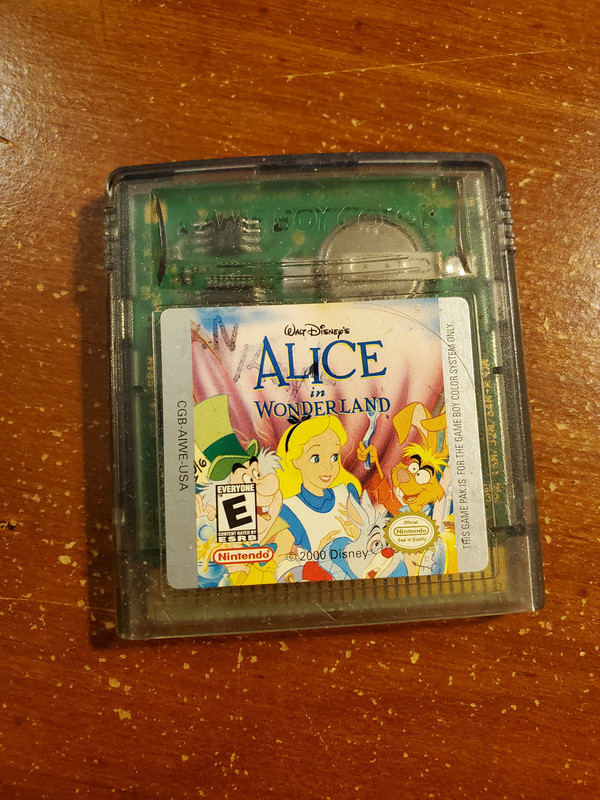 GAME BOY COLOR
WALT DISNEY'S
ALICE
in
WONDERLAND
CGB-AIWE-USA
THIS GAME PAK IS FOR THE GAME BOY COLOR SYSTEM ONLY.
16
EVERYONE
E
CONTENT RATED BY
ESRB
Nintendo
© 2000 Disney
Official
Nintendo
Seal of Quality